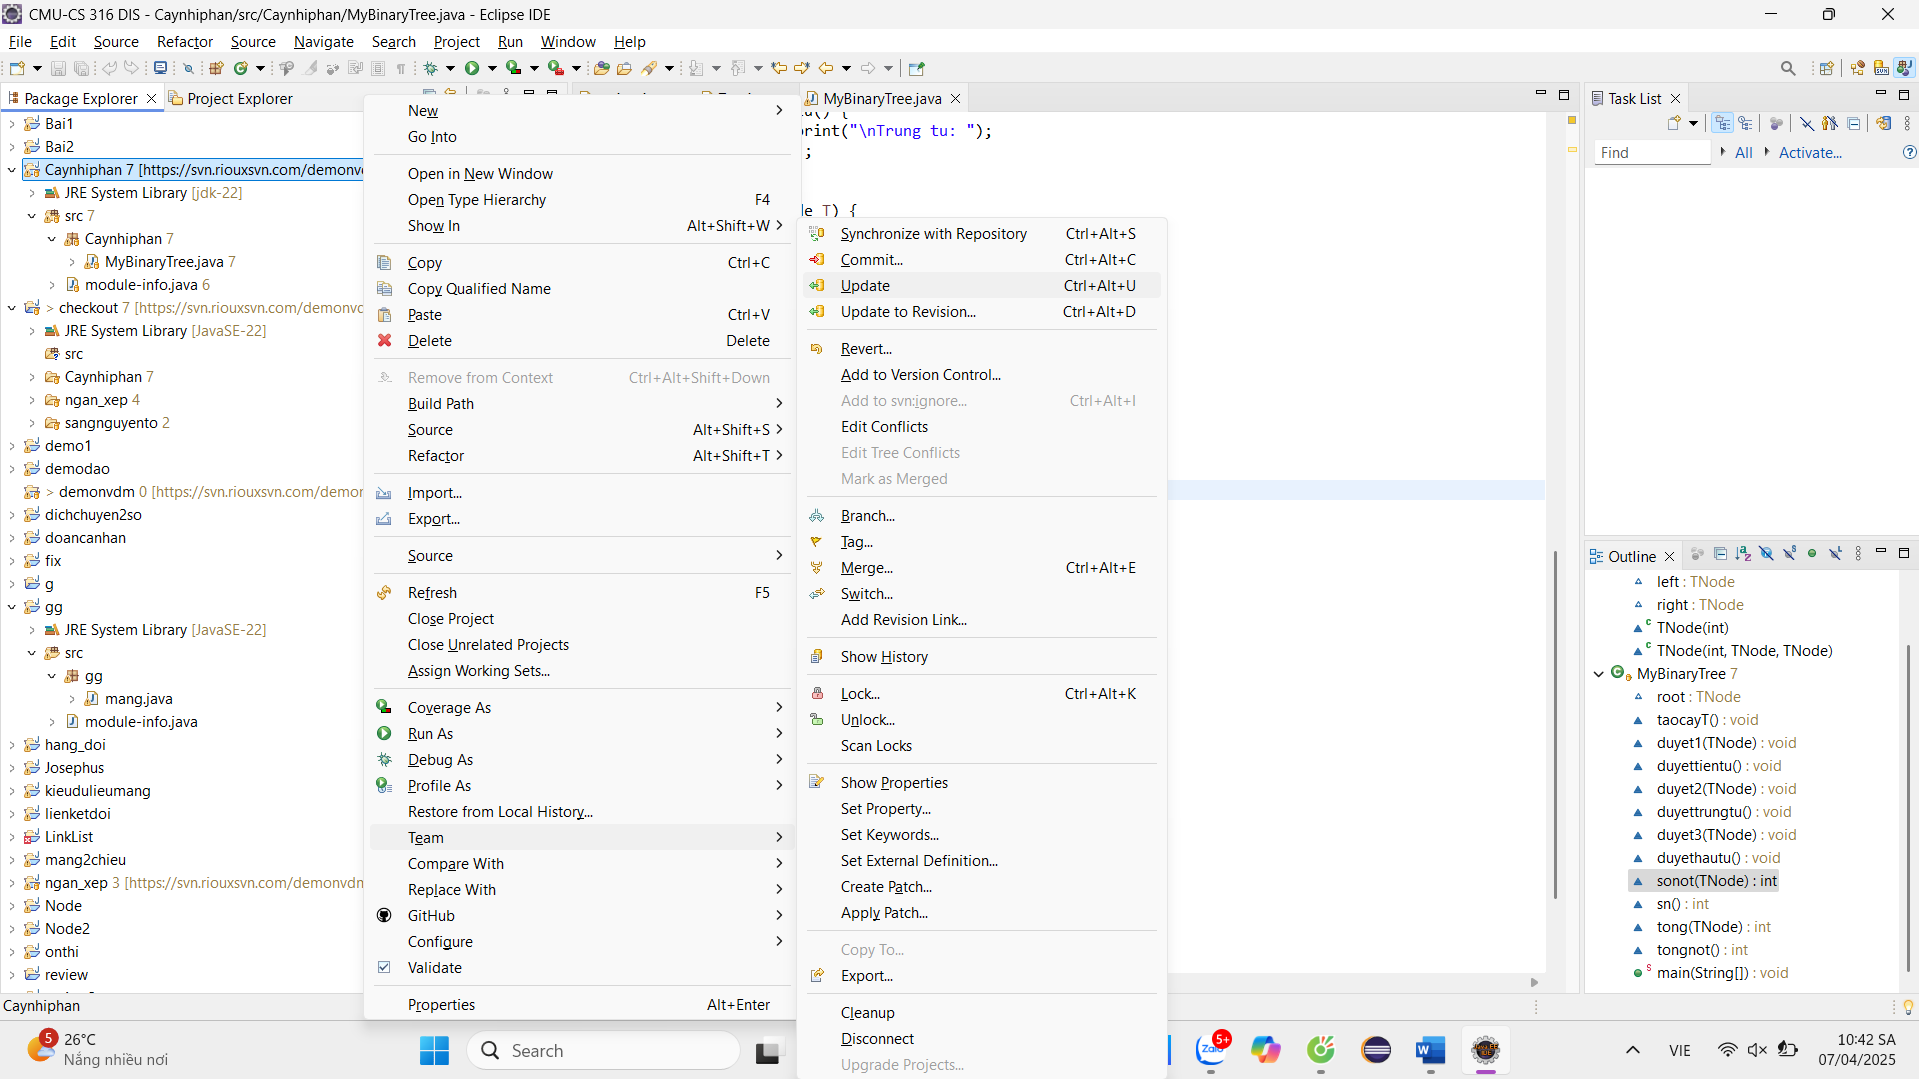 CMU-CS 316 DIS - Caynhiphan/src/Caynhiphan/MyBinaryTree.java - Eclipse IDE
File Edit Source Refactor Source Navigate Search Project Run Window Help
Package Explorer
Project Explorer
Bai1
Bai2
Caynhiphan 7 [https://svn.riouxsvn.com/demonv
JRE System Library [jdk-22]
src 7
Caynhiphan 7
MyBinaryTree.java 7
module-info.java 6
> checkout 7 [https://svn.riouxsvn.com/demonvd
JRE System Library [JavaSE-22]
src
Caynhiphan 7
ngan_xep 4
sangnguyento 2
demo1
demodao
> demonvdm 0 [https://svn.riouxsvn.com/demor
dichchuyen2so
doancanhan
fix
g
gg
JRE System Library [JavaSE-22]
src
gg
mang.java
module-info.java
hang_doi
Josephus
kieudulieumang
lienketdoi
LinkList
mang2chieu
ngan_xep 3 [https://svn.riouxsvn.com/demonvdn
Node
Node2
onthi
review
Caynhiphan
New
Go Into
Open in New Window
Open Type Hierarchy F4
Show In Alt+Shift+W
Copy Ctrl+C
Copy Qualified Name
Paste Ctrl+V
Delete Delete
Remove from Context Ctrl+Alt+Shift+Down
Build Path
Source Alt+Shift+S
Refactor Alt+Shift+T
Import...
Export...
Source
Refresh F5
Close Project
Close Unrelated Projects
Assign Working Sets...
Coverage As
Run As
Debug As
Profile As
Restore from Local History...
Team
Compare With
Replace With
GitHub
Configure
Validate
Properties Alt+Enter
MyBinaryTree.java
rint("\nTrung tu: ");
;
de T) {
Synchronize with Repository Ctrl+Alt+S
Commit... Ctrl+Alt+C
Update Ctrl+Alt+U
Update to Revision... Ctrl+Alt+D
Revert...
Add to Version Control...
Add to svn:ignore... Ctrl+Alt+I
Edit Conflicts
Edit Tree Conflicts
Mark as Merged
Branch...
Tag...
Merge... Ctrl+Alt+E
Switch...
Add Revision Link...
Show History
Lock... Ctrl+Alt+K
Unlock...
Scan Locks
Show Properties
Set Property...
Set Keywords...
Set External Definition...
Create Patch...
Apply Patch...
Copy To...
Export...
Cleanup
Disconnect
Upgrade Projects...
Task List
Find All Activate...
Outline
left : TNode
right : TNode
TNode(int)
TNode(int, TNode, TNode)
MyBinaryTree 7
root : TNode
taocayT() : void
duyet1(TNode) : void
duyettientu() : void
duyet2(TNode) : void
duyettrungtu() : void
duyet3(TNode) : void
duyethautu() : void
sonot(TNode) : int
sn() : int
tong(TNode) : int
tongnot() : int
main(String[]) : void
5
26°C
Nắng nhiều nơi
Search
Zalo
5+
VIE
10:42 SA
07/04/2025